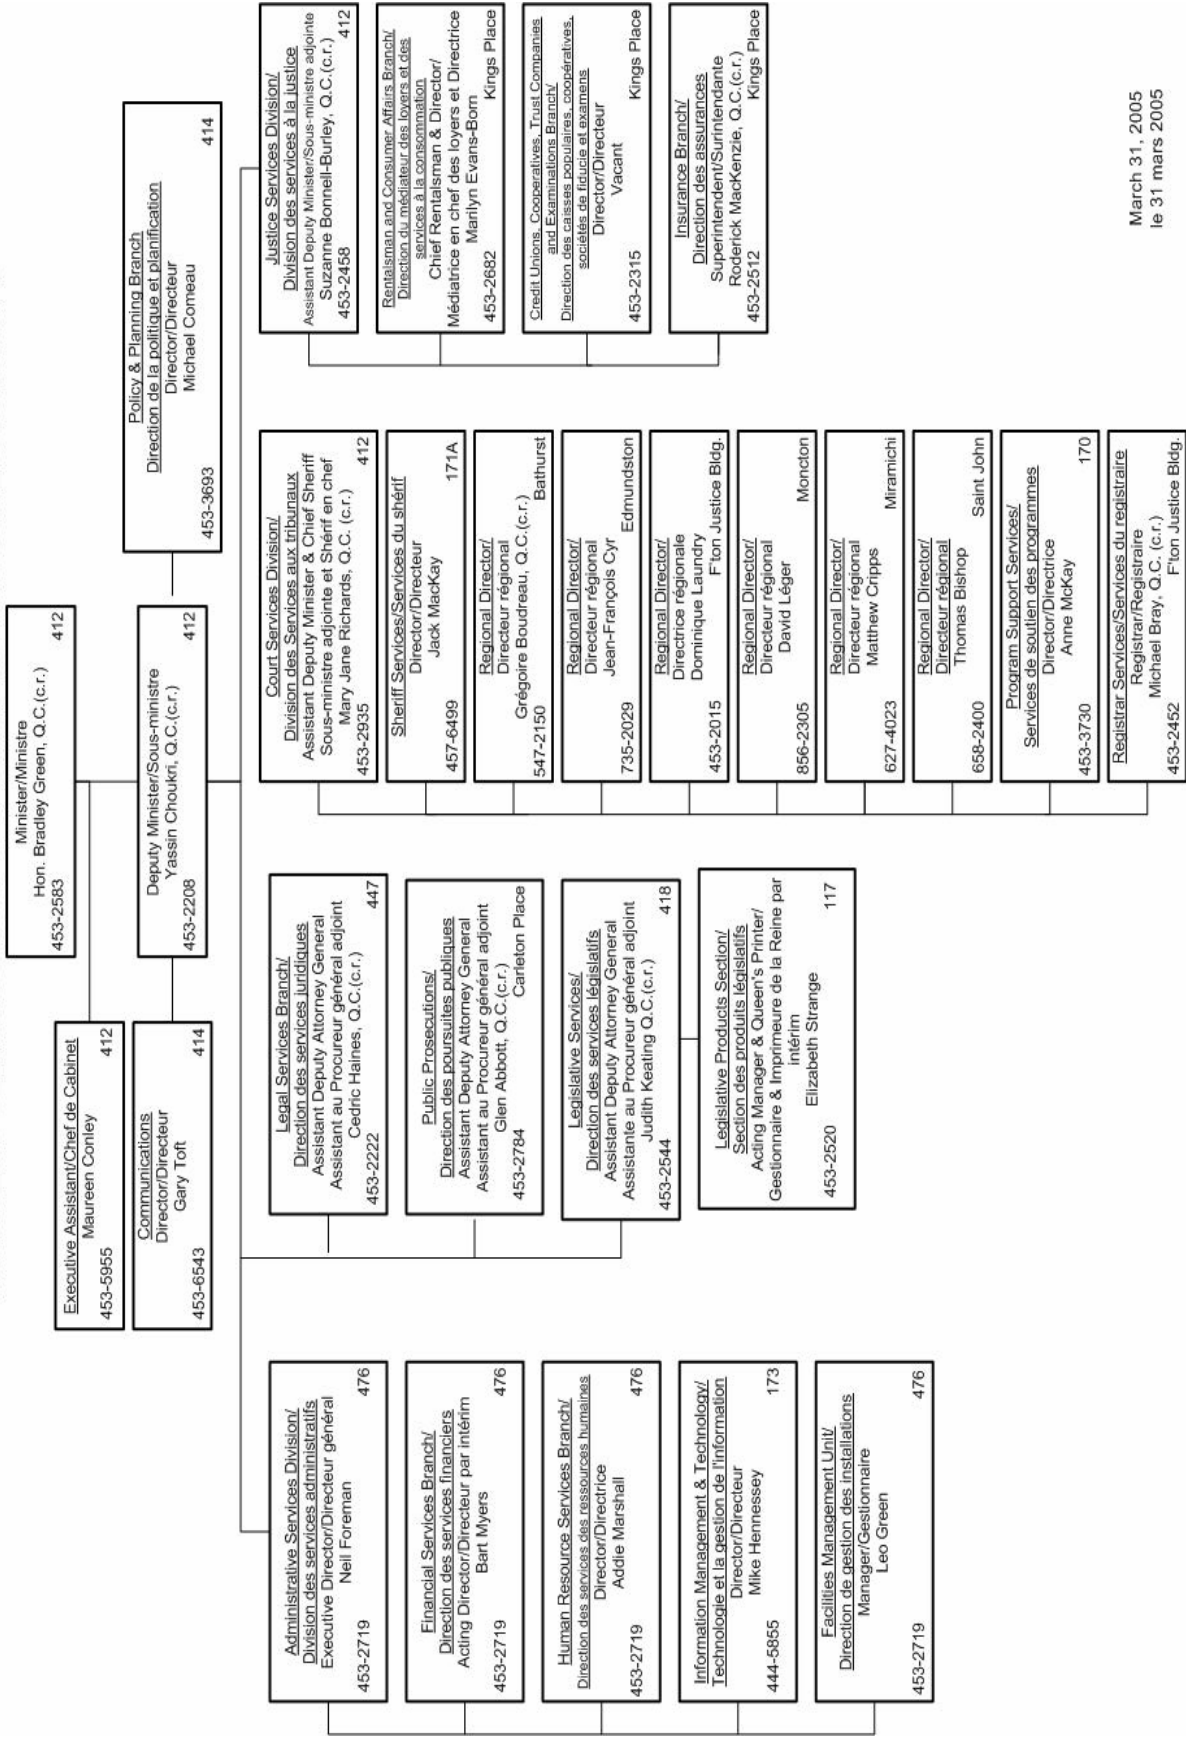 Minister/Ministre
Hon. Bradley Green, Q.C.(c.r.)
453-2583 412
Executive Assistant/Chef de Cabinet
Maureen Conley
453-5955 412
Deputy Minister/Sous-ministre
Yassin Choukri, Q.C.(c.r.)
453-2208 412
Communications
Director/Directeur
Gary Toft
453-6543 414
Policy & Planning Branch
Direction de la politique et planification
Director/Directeur
Michael Comeau
453-3693 414
Administrative Services Division/
Division des services administratifs
Executive Director/Directeur général
Neil Foreman
453-2719 476
Financial Services Branch/
Direction des services financiers
Acting Director/Directeur par intérim
Bart Myers
453-2719 476
Human Resource Services Branch/
Direction des services des ressources humaines
Director/Directrice
Addie Marshall
453-2719 476
Information Management & Technology/
Technologie et la gestion de l'information
Director/Directeur
Mike Hennessey
444-5855 173
Facilities Management Unit/
Direction de gestion des installations
Manager/Gestionnaire
Leo Green
453-2719 476
Legal Services Branch/
Direction des services juridiques
Assistant Deputy Attorney General
Assistant au Procureur général adjoint
Cedric Haines, Q.C.(c.r.)
453-2222 447
Public Prosecutions/
Direction des poursuites publiques
Assistant Deputy Attorney General
Assistant au Procureur général adjoint
Glen Abbott, Q.C.(c.r.)
453-2784 Carleton Place
Legislative Services/
Direction des services législatifs
Assistant Deputy Attorney General
Assistante au Procureur général adjoint
Judith Keating Q.C.(c.r.)
453-2544 418
Legislative Products Section/
Section des produits législatifs
Acting Manager & Queen's Printer/
Gestionnaire & Imprimeure de la Reine par
intérim
Elizabeth Strange
453-2520 117
Court Services Division/
Division des Services aux tribunaux
Assistant Deputy Minister & Chief Sheriff
Sous-ministre adjointe et Shérif en chef
Mary Jane Richards, Q.C. (c.r.)
453-2935 412
Sheriff Services/Services du shérif
Director/Directeur
Jack MacKay
457-6499 171A
Regional Director/
Directeur régional
Grégoire Boudreau, Q.C.(c.r.)
547-2150 Bathurst
Regional Director/
Directeur régional
Jean-François Cyr
735-2029 Edmundston
Regional Director/
Directrice régionale
Dominique Laundry
453-2015 F'ton Justice Bldg.
Regional Director/
Directeur régional
David Léger
856-2305 Moncton
Regional Director/
Directeur régional
Matthew Cripps
627-4023 Miramichi
Regional Director/
Directeur régional
Thomas Bishop
658-2400 Saint John
Program Support Services/
Services de soutien des programmes
Director/Directrice
Anne McKay
453-3730 170
Registrar Services/Services du registraire
Registrar/Registraire
Michael Bray, Q.C. (c.r.)
453-2452 F'ton Justice Bldg.
Justice Services Division/
Division des services à la justice
Assistant Deputy Minister/Sous-ministre adjointe
Suzanne Bonnell-Burley, Q.C.(c.r.)
453-2458 412
Rentalsman and Consumer Affairs Branch/
Direction du médiateur des loyers et des
services à la consommation
Chief Rentalsman & Director/
Médiatrice en chef des loyers et Directrice
Marilyn Evans-Born
453-2682 Kings Place
Credit Unions, Cooperatives, Trust Companies
and Examinations Branch/
Direction des caisses populaires, coopératives,
sociétés de fiducie et examens
Director/Directeur
Vacant
453-2315 Kings Place
Insurance Branch/
Direction des assurances
Superintendent/Surintendante
Roderick MacKenzie, Q.C.(c.r.)
453-2512 Kings Place
March 31, 2005
le 31 mars 2005